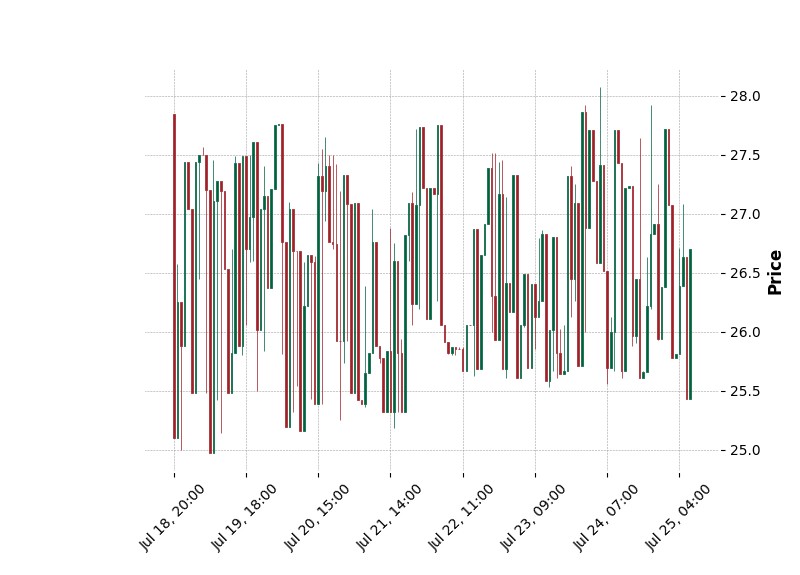 28.0
27.5
27.0
26.5
26.0
25.5
25.0
Price
Jul 18, 20:00
Jul 19, 18:00
Jul 20, 15:00
Jul 21, 14:00
Jul 22, 11:00
Jul 23, 09:00
Jul 24, 07:00
Jul 25, 04:00